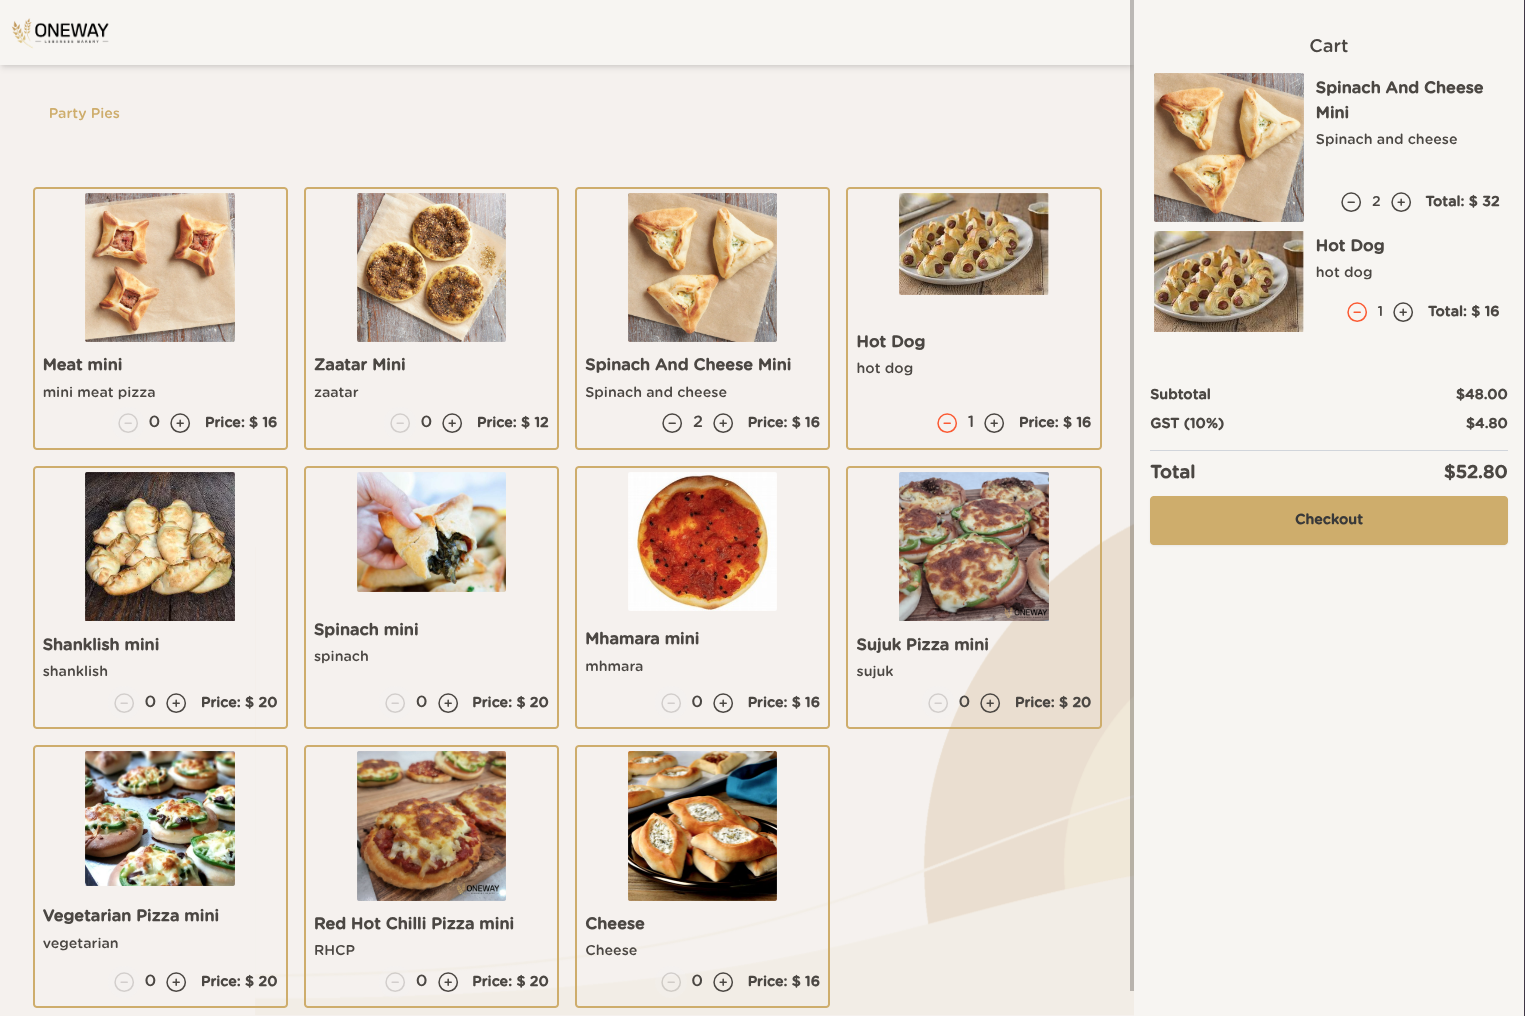 ONEWAY
Party Pies
Meat mini
mini meat pizza
0 Price: $ 16
Zaatar Mini
zaatar
0 Price: $ 12
Spinach And Cheese Mini
Spinach and cheese
2 Price: $ 16
Hot Dog
hot dog
1 Price: $ 16
Shanklish mini
shanklish
0 Price: $ 20
Spinach mini
spinach
0 Price: $ 20
Mhamara mini
mhmara
0 Price: $ 16
ONEWAY
Sujuk Pizza mini
sujuk
0 Price: $ 20
Vegetarian Pizza mini
vegetarian
0 Price: $ 20
ONEWAY
Red Hot Chilli Pizza mini
RHCP
0 Price: $ 20
Cheese
Cheese
0 Price: $ 16
Cart
Spinach And Cheese
Mini
Spinach and cheese
2 Total: $ 32
Hot Dog
hot dog
1 Total: $ 16
Subtotal $48.00
GST (10%) $4.80
Total $52.80
Checkout